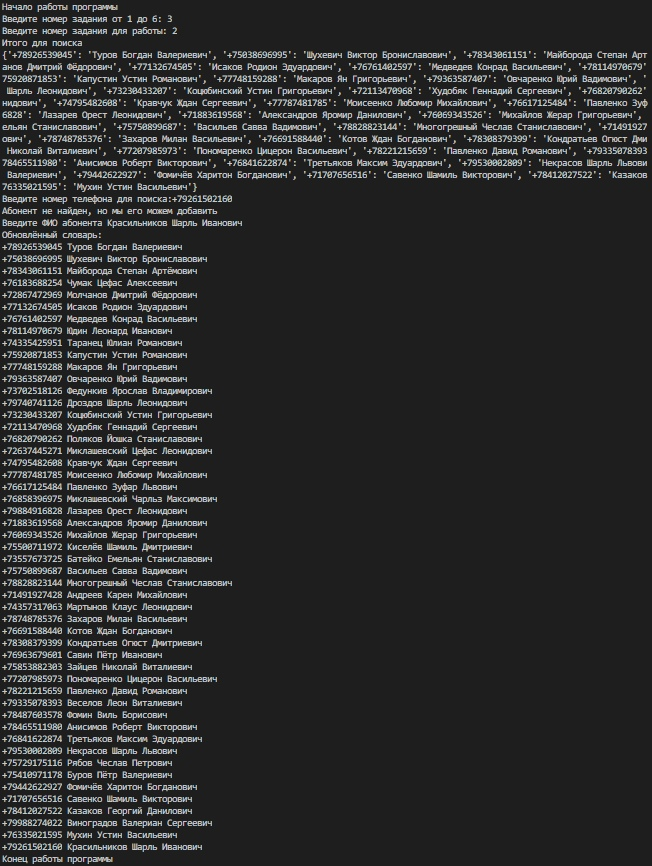 Начало работы программы
Введите номер задания от 1 до 6: 3
Введите номер задания для работы: 2
Итого для поиска
{'+78926539045': 'Туров Богдан Валериевич', '+75038696995': 'Шухевич Виктор Брониславович', '+78343061151': 'Майборода Степан Арт
анов Дмитрий Фёдорович', '+77132674505': 'Исаков Родион Эдуардович', '+76761402597': 'Медведев Конрад Васильевич', '+78114970679'
75920871853': 'Капустин Устин Романович', '+77748159288': 'Макаров Ян Григорьевич', '+79363587407': 'Овчаренко Юрий Вадимович', '
 Шарль Леонидович', '+73230433207': 'Коцюбинский Устин Григорьевич', '+72113470968': 'Худобяк Геннадий Сергеевич', '+76820790262'
нидович', '+74795482608': 'Кравчук Ждан Сергеевич', '+77787481785': 'Моисеенко Любомир Михайлович', '+76617125484': 'Павленко Зуф
6828': 'Лазарев Орест Леонидович', '+71883619568': 'Александров Яромир Данилович', '+76069343526': 'Михайлов Жерар Григорьевич',
ельян Станиславович', '+75750899687': 'Васильев Савва Вадимович', '+78828823144': 'Многогрешный Чеслав Станиславович', '+71491927
ович', '+78748785376': 'Захаров Милан Васильевич', '+76691588440': 'Котов Ждан Богданович', '+78308379399': 'Кондратьев Огюст Дми
 Николай Виталиевич', '+77207985973': 'Пономаренко Цицерон Васильевич', '+78221215659': 'Павленко Давид Романович', '+79335078393
78465511980': 'Анисимов Роберт Викторович', '+76841622874': 'Третьяков Максим Эдуардович', '+79530002809': 'Некрасов Шарль Львови
 Валериевич', '+79442622927': 'Фомичёв Харитон Богданович', '+71707656516': 'Савенко Шамиль Викторович', '+78412027522': 'Казаков
76335021595': 'Мухин Устин Васильевич'}
Введите номер телефона для поиска:+79261502160
Абонент не найден, но мы его можем добавить
Введите ФИО абонента Красильников Шарль Иванович
Обновлённый словарь:
+78926539045 Туров Богдан Валериевич
+75038696995 Шухевич Виктор Брониславович
+78343061151 Майборода Степан Артёмович
+76183688254 Чумак Цефас Алексеевич
+72867472969 Молчанов Дмитрий Фёдорович
+77132674505 Исаков Родион Эдуардович
+76761402597 Медведев Конрад Васильевич
+78114970679 Юдин Леонард Иванович
+74335425951 Таранец Юлиан Романович
+75920871853 Капустин Устин Романович
+77748159288 Макаров Ян Григорьевич
+79363587407 Овчаренко Юрий Вадимович
+73702518126 Федункив Ярослав Владимирович
+79740741126 Дроздов Шарль Леонидович
+73230433207 Коцюбинский Устин Григорьевич
+72113470968 Худобяк Геннадий Сергеевич
+76820790262 Поляков Йошка Станиславович
+72637445271 Миклашевский Цефас Леонидович
+74795482608 Кравчук Ждан Сергеевич
+77787481785 Моисеенко Любомир Михайлович
+76617125484 Павленко Зуфар Львович
+76858396975 Миклашевский Чарльз Максимович
+79884916828 Лазарев Орест Леонидович
+71883619568 Александров Яромир Данилович
+76069343526 Михайлов Жерар Григорьевич
+75500711972 Киселёв Шамиль Дмитриевич
+73557673725 Батейко Емельян Станиславович
+75750899687 Васильев Савва Вадимович
+78828823144 Многогрешный Чеслав Станиславович
+71491927428 Андреев Карен Михайлович
+74357317063 Мартынов Клаус Леонидович
+78748785376 Захаров Милан Васильевич
+76691588440 Котов Ждан Богданович
+78308379399 Кондратьев Огюст Дмитриевич
+76963679601 Савин Пётр Иванович
+75853882303 Зайцев Николай Виталиевич
+77207985973 Пономаренко Цицерон Васильевич
+78221215659 Павленко Давид Романович
+79335078393 Веселов Леон Виталиевич
+78487603578 Фомин Виль Борисович
+78465511980 Анисимов Роберт Викторович
+76841622874 Третьяков Максим Эдуардович
+79530002809 Некрасов Шарль Львович
+75729175116 Рябов Чеслав Петрович
+75410971178 Буров Пётр Валериевич
+79442622927 Фомичёв Харитон Богданович
+71707656516 Савенко Шамиль Викторович
+78412027522 Казаков Георгий Данилович
+79988274022 Виноградов Валериан Сергеевич
+76335021595 Мухин Устин Васильевич
+79261502160 Красильников Шарль Иванович
Конец работы программы